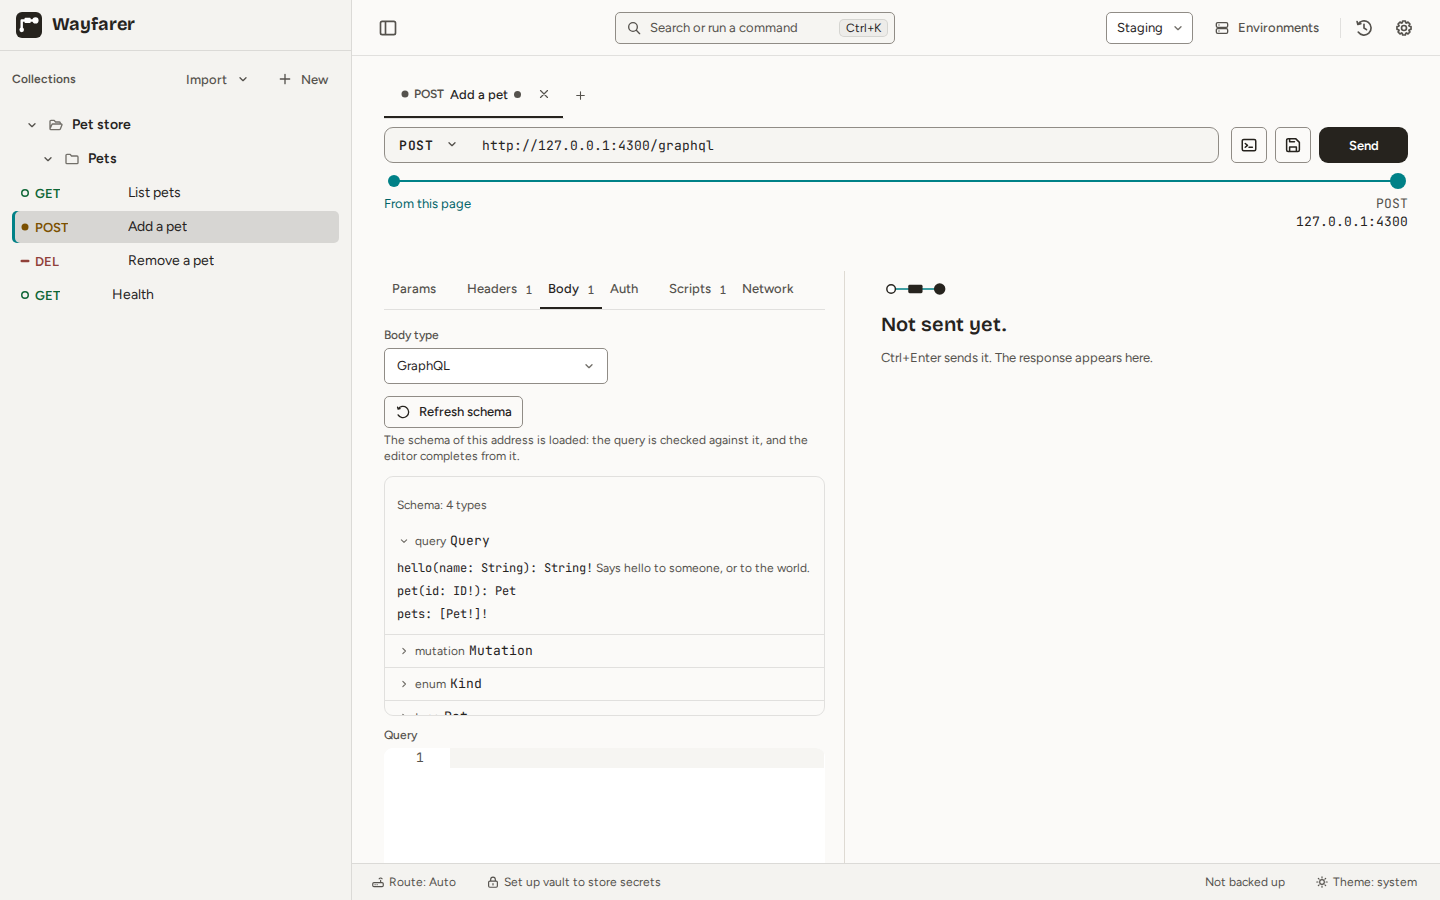 Wayfarer
Search or run a command
Ctrl+K
Staging
Environments
Collections
Import
New
Pet store
Pets
GET List pets
POST Add a pet
DEL Remove a pet
GET Health
POST Add a pet
POST http://127.0.0.1:4300/graphql
Send
From this page
POST
127.0.0.1:4300
Params
Headers 1
Body 1
Auth
Scripts 1
Network
Body type
GraphQL
Refresh schema
The schema of this address is loaded: the query is checked against it, and the
editor completes from it.
Schema: 4 types
query Query
hello(name: String): String! Says hello to someone, or to the world.
pet(id: ID!): Pet
pets: [Pet!]!
mutation Mutation
enum Kind
Query
1
Not sent yet.
Ctrl+Enter sends it. The response appears here.
Route: Auto
Set up vault to store secrets
Not backed up
Theme: system